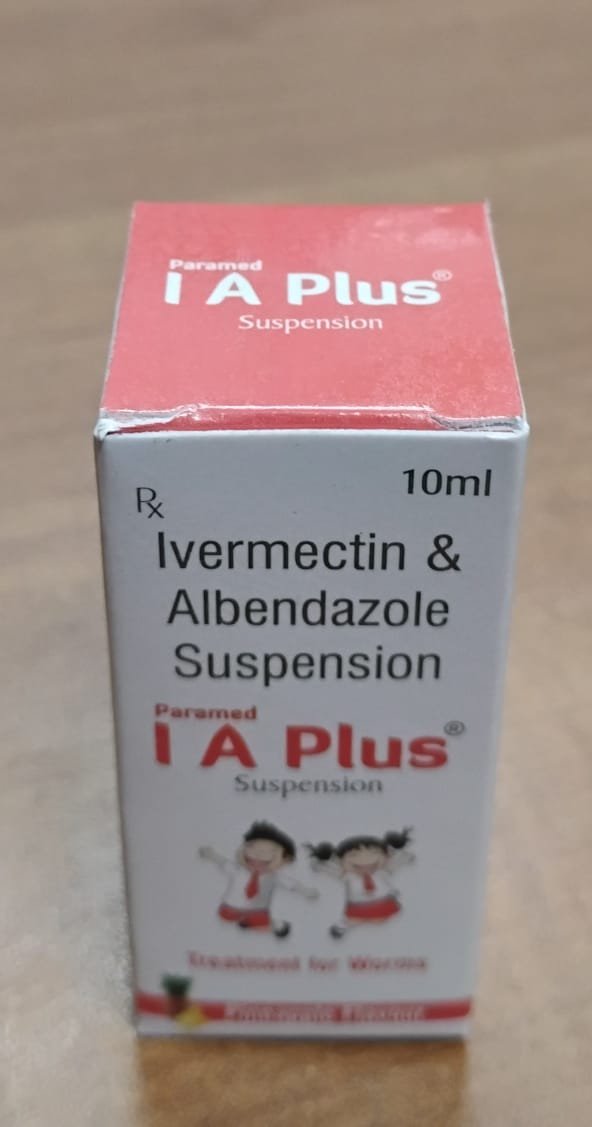 Paramed
I A Plus®
Suspension
10ml
Rx
Ivermectin &
Albendazole
Suspension
Paramed
I A Plus®
Suspension
Treatment for Worms